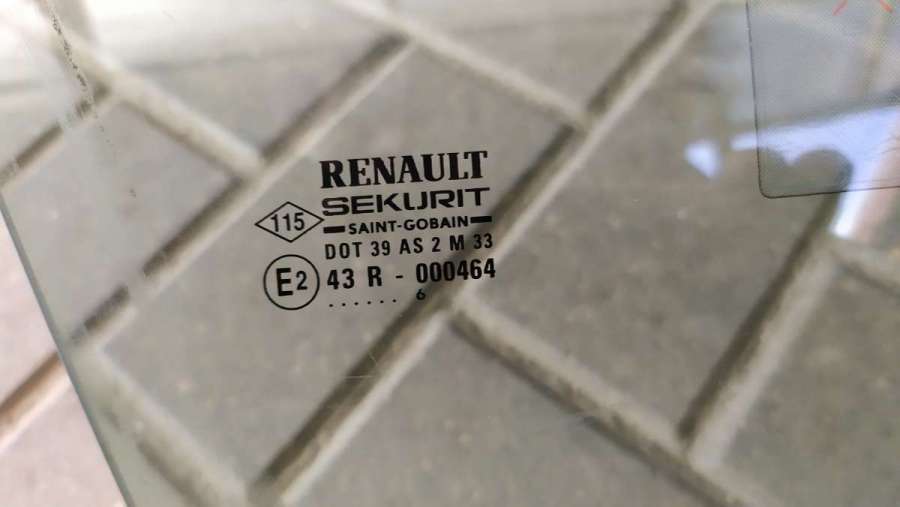 RENAULT
SEKURIT
115
SAINT-GOBAIN
DOT 39 AS 2 M 33
E2 43 R - 000464
...... 6